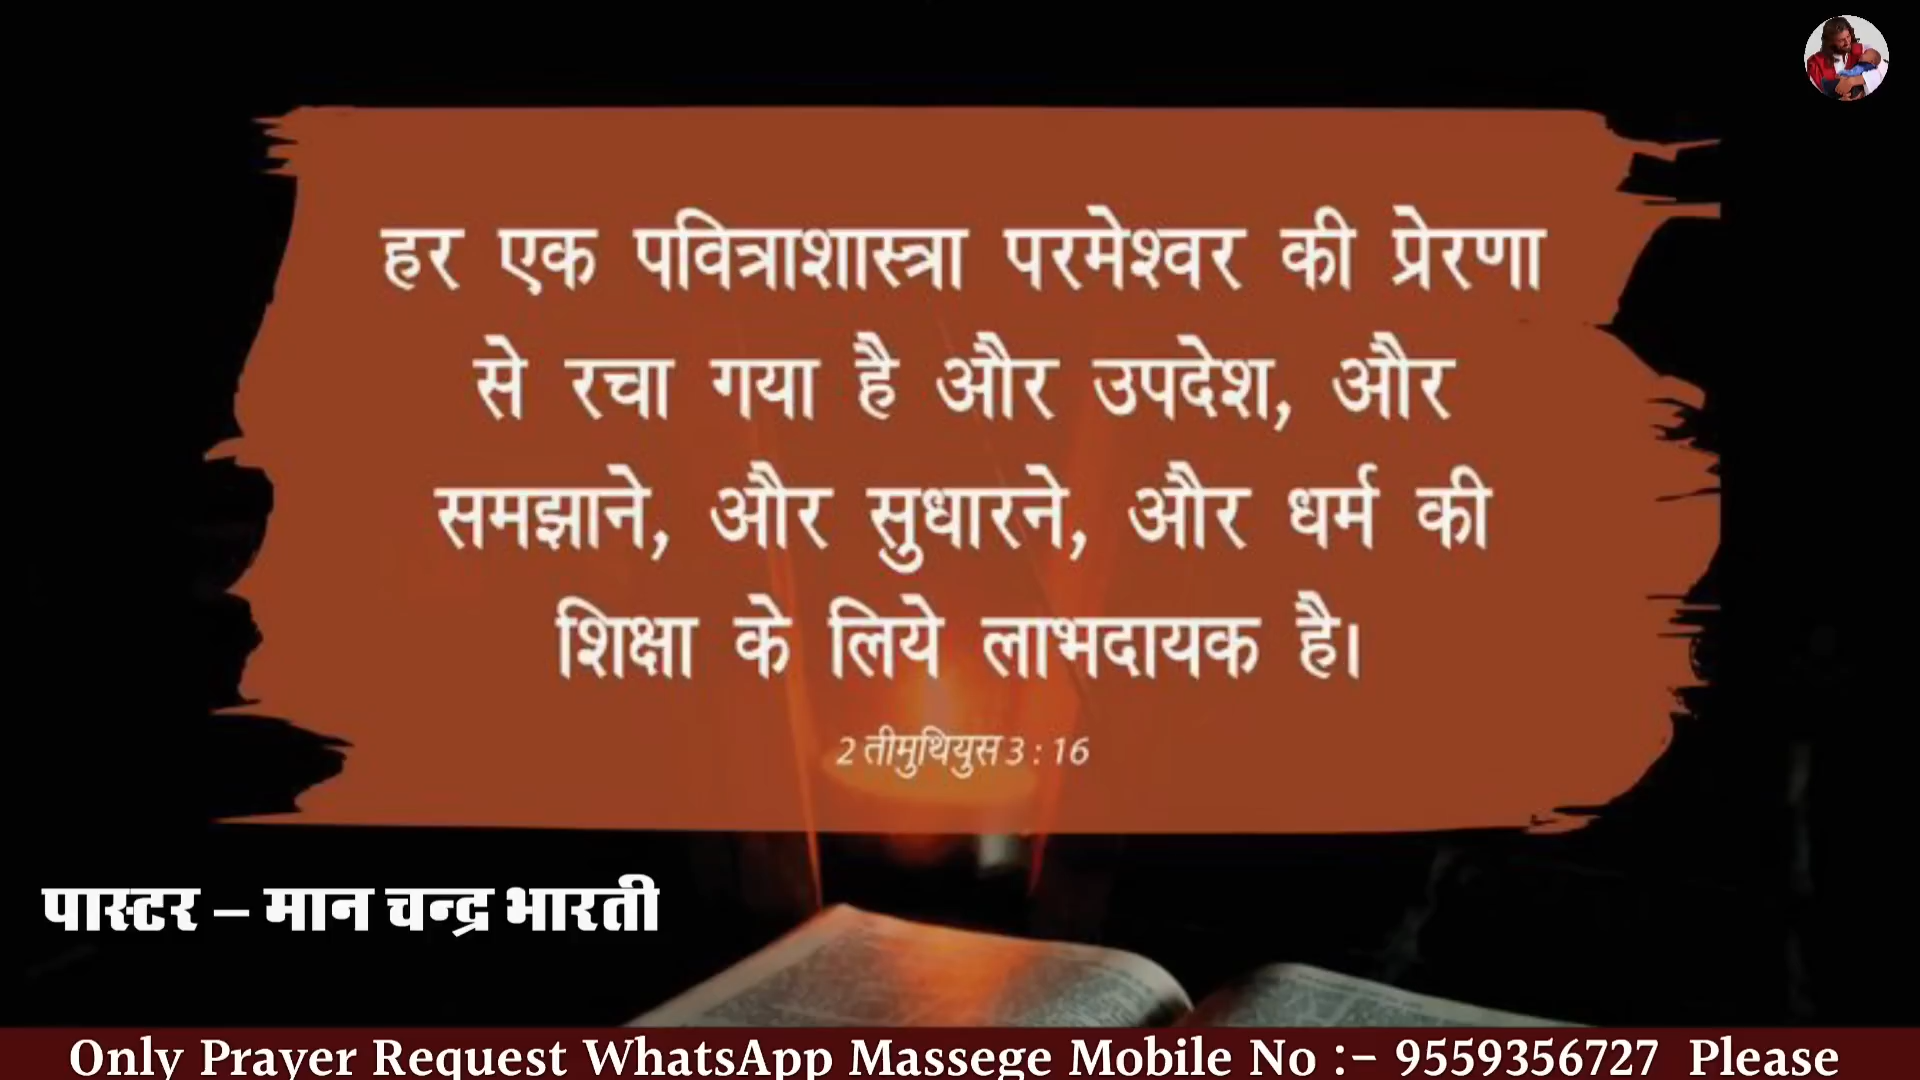 हर एक पवित्राशास्त्रा परमेश्वर की प्रेरणा
से रचा गया है और उपदेश, और
समझाने, और सुधारने, और धर्म की
शिक्षा के लिये लाभदायक है।
2 तीमुथियुस 3 : 16
पास्टर – मान चन्द्र भारती
Only Prayer Request WhatsApp Massege Mobile No :– 9559356727 Please